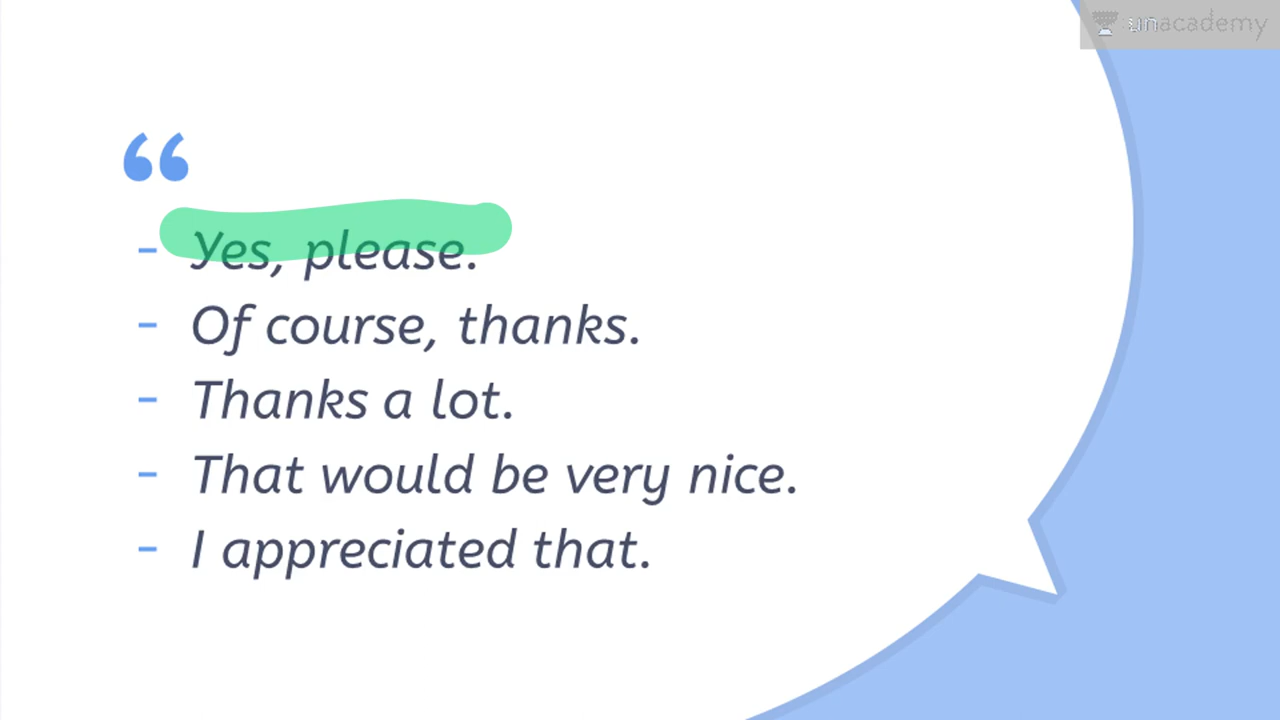 unacademy
“
- Yes, please.
- Of course, thanks.
- Thanks a lot.
- That would be very nice.
- I appreciated that.